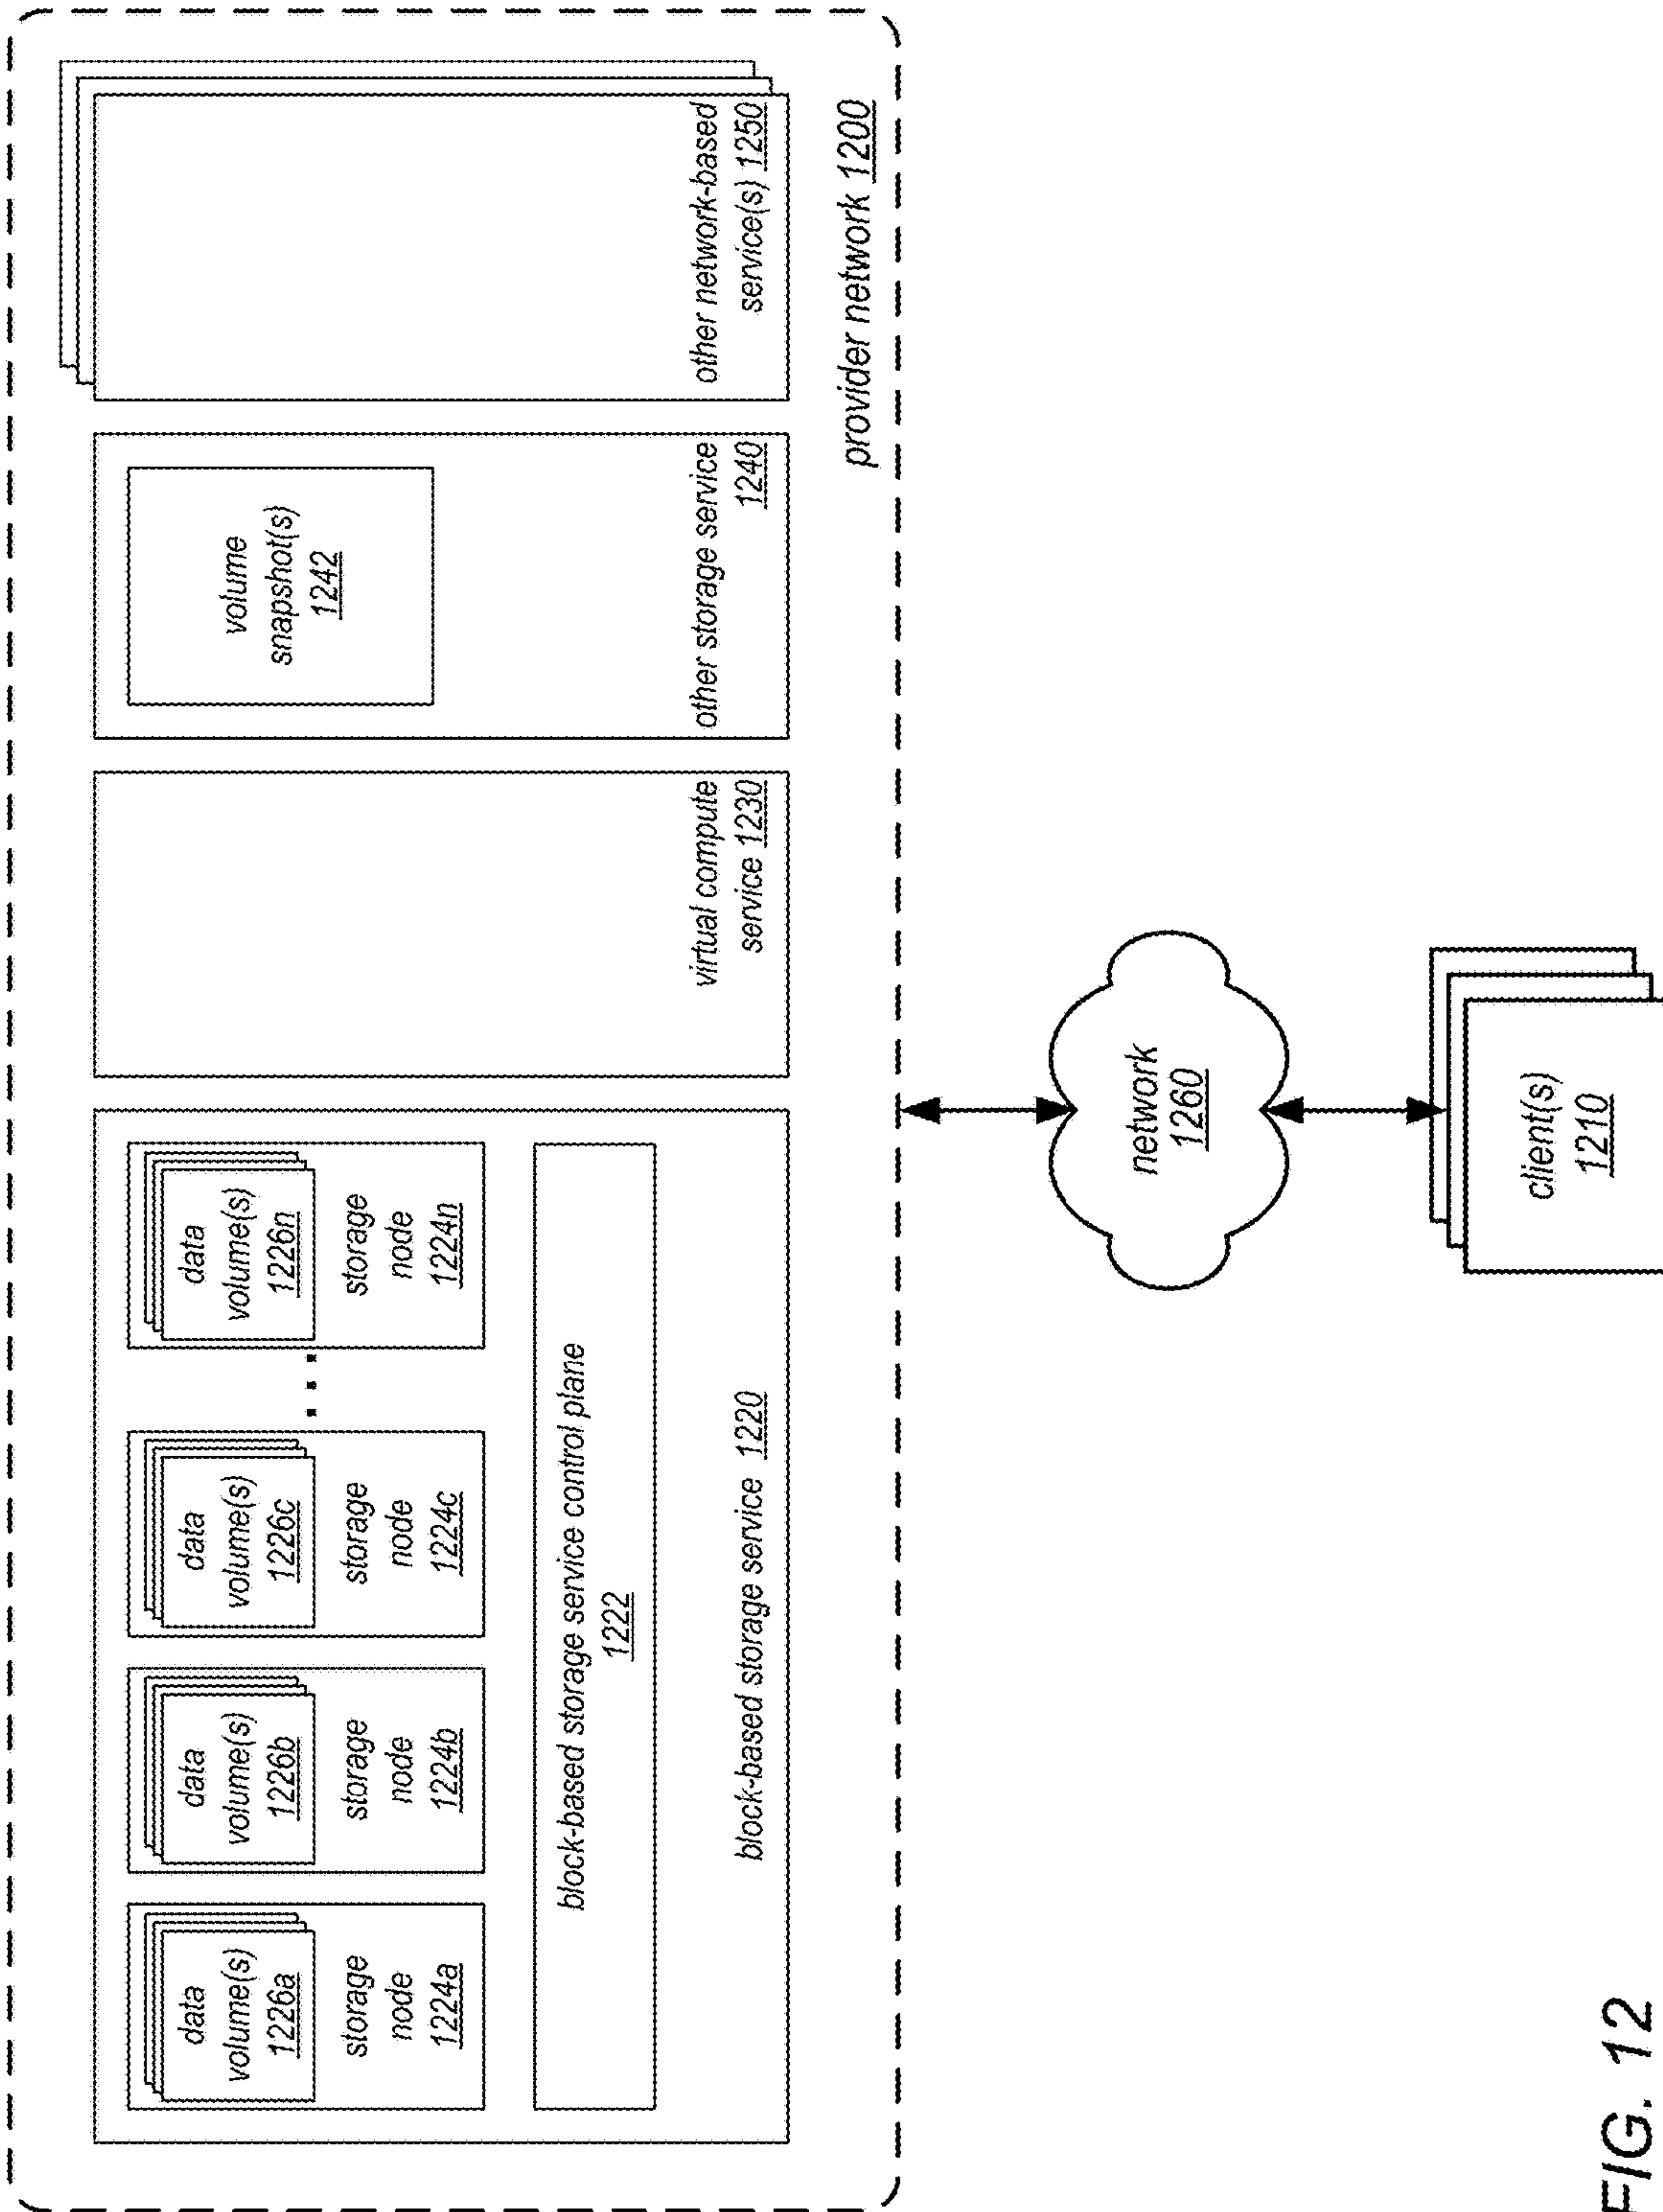 data
volume(s)
1226a
storage
node
1224a
data
volume(s)
1226b
storage
node
1224b
data
volume(s)
1226c
storage
node
1224c
...
data
volume(s)
1226n
storage
node
1224n
block-based storage service control plane
1222
block-based storage service 1220
virtual compute
service 1230
volume
snapshot(s)
1242
other storage service
1240
other network-based
service(s) 1250
provider network 1200
network
1260
client(s)
1210
FIG. 12